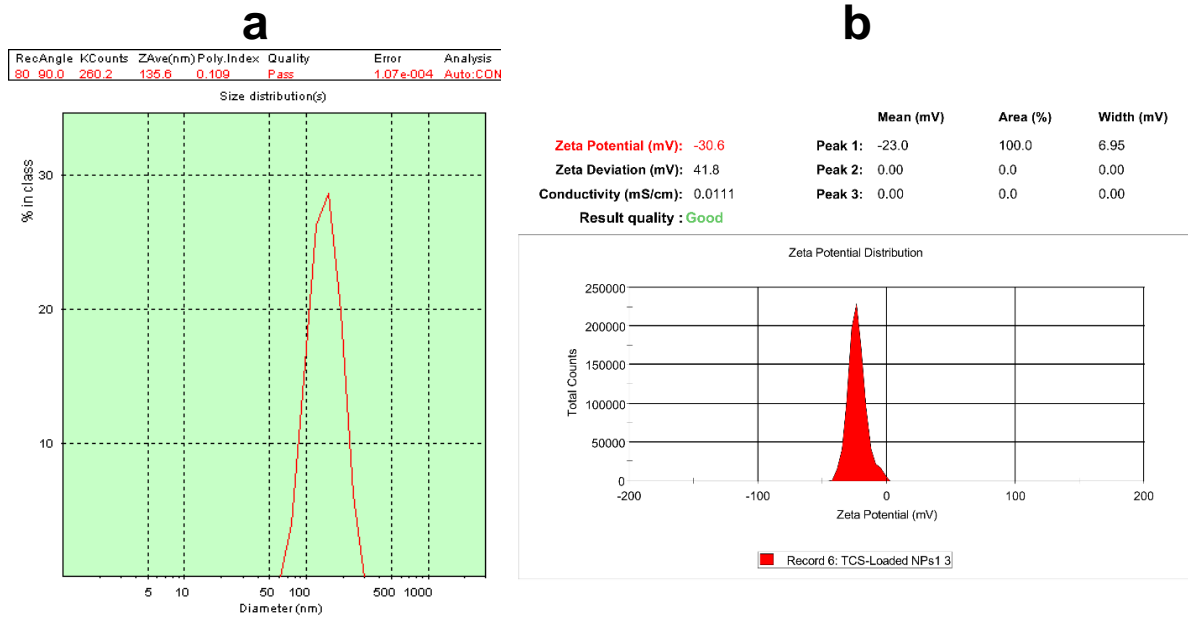 a
RecAngle KCounts ZAve(nm) Poly.Index Quality Error Analysis
80 90.0 260.2 135.6 0.109 Pass 1.07e-004 Auto:CON
Size distribution(s)
% in class
30
20
10
5 10 50 100 500 1000
Diameter (nm)
b
Mean (mV) Area (%) Width (mV)
Zeta Potential (mV): -30.6 Peak 1: -23.0 100.0 6.95
Zeta Deviation (mV): 41.8 Peak 2: 0.00 0.0 0.00
Conductivity (mS/cm): 0.0111 Peak 3: 0.00 0.0 0.00
Result quality : Good
Zeta Potential Distribution
Total Counts
250000
200000
150000
100000
50000
0
-200 -100 0 100 200
Zeta Potential (mV)
Record 6: TCS-Loaded NPs1 3